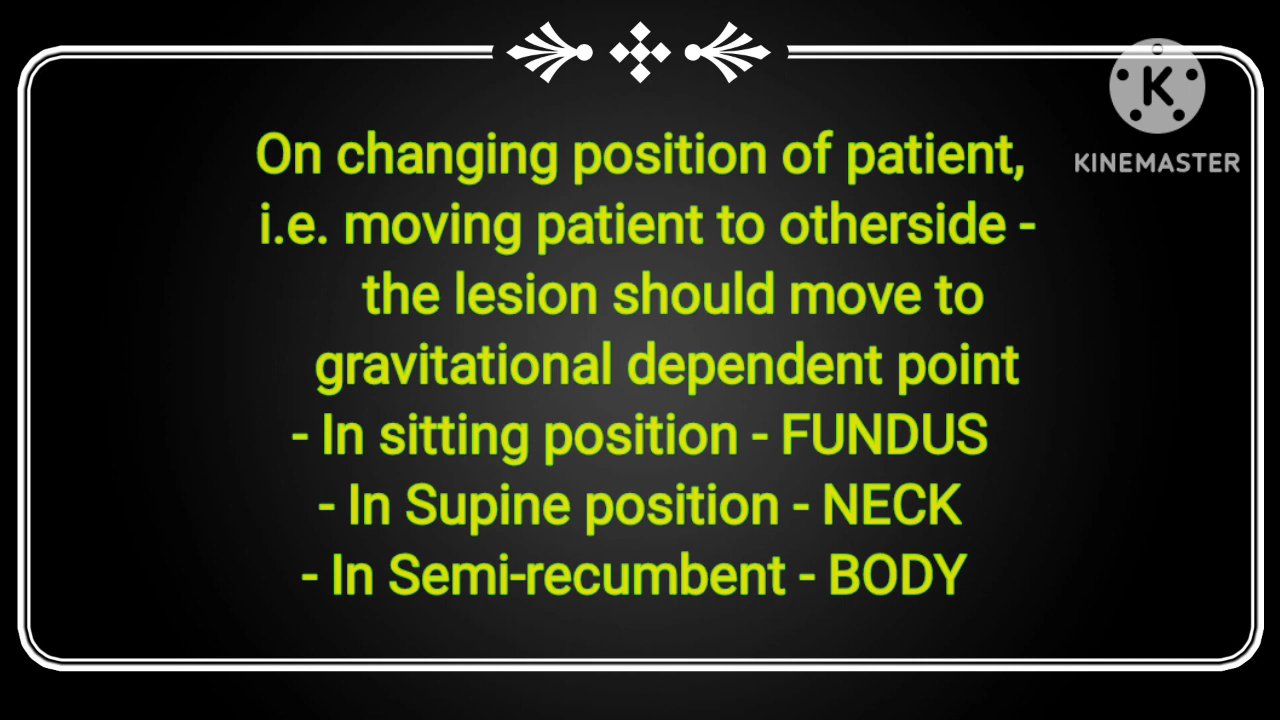 K
KINEMASTER
On changing position of patient,
i.e. moving patient to otherside -
the lesion should move to
gravitational dependent point
- In sitting position - FUNDUS
- In Supine position - NECK
- In Semi-recumbent - BODY